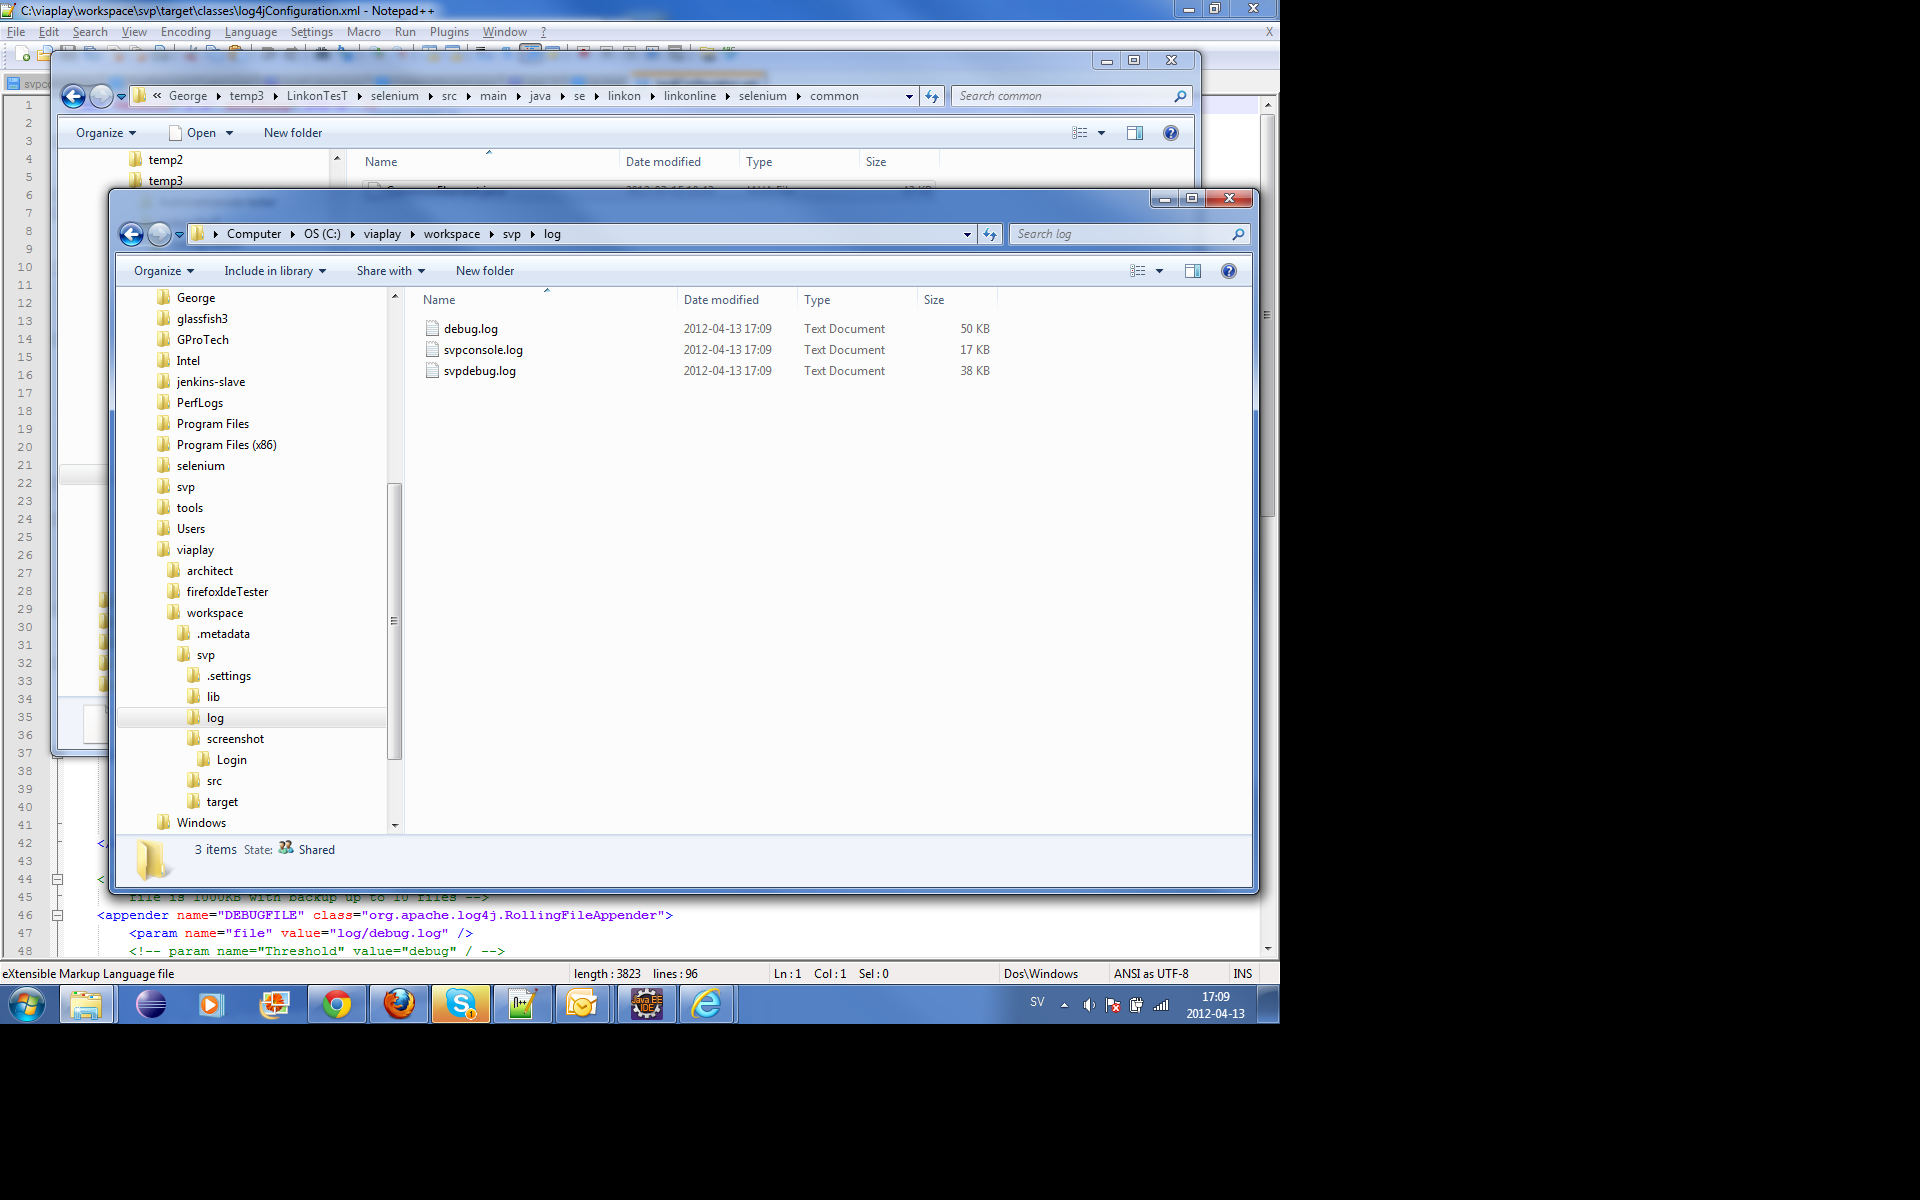 C:\viaplay\workspace\svp\target\classes\log4jConfiguration.xml - Notepad++
File Edit Search View Encoding Language Settings Macro Run Plugins Window ? X
« George temp3 LinkonTesT selenium src main java se linkon linkonline selenium common Search common
Organize Open New folder
Name Date modified Type Size
temp2
temp3
Computer OS (C:) viaplay workspace svp log Search log
Organize Include in library Share with New folder
Name Date modified Type Size
debug.log 2012-04-13 17:09 Text Document 50 KB
svpconsole.log 2012-04-13 17:09 Text Document 17 KB
svpdebug.log 2012-04-13 17:09 Text Document 38 KB
George
glassfish3
GProTech
Intel
jenkins-slave
PerfLogs
Program Files
Program Files (x86)
selenium
svp
tools
Users
viaplay
architect
firefoxIdeTester
workspace
.metadata
svp
.settings
lib
log
screenshot
Login
src
target
Windows
3 items State: Shared
1
2
3
4
5
6
7
8
9
10
11
12
13
14
15
16
17
18
19
20
21
22
23
24
25
26
27
28
29
30
31
32
33
34
35
36
37
38
39
40
41
42 </
43
44 <
45 file is 1000KB with backup up to 10 files -->
46 <appender name="DEBUGFILE" class="org.apache.log4j.RollingFileAppender">
47 <param name="file" value="log/debug.log" />
48 <!-- param name="Threshold" value="debug" / -->
eXtensible Markup Language file length : 3823 lines : 96 Ln : 1 Col : 1 Sel : 0 Dos\Windows ANSI as UTF-8 INS
SV 17:09
2012-04-13